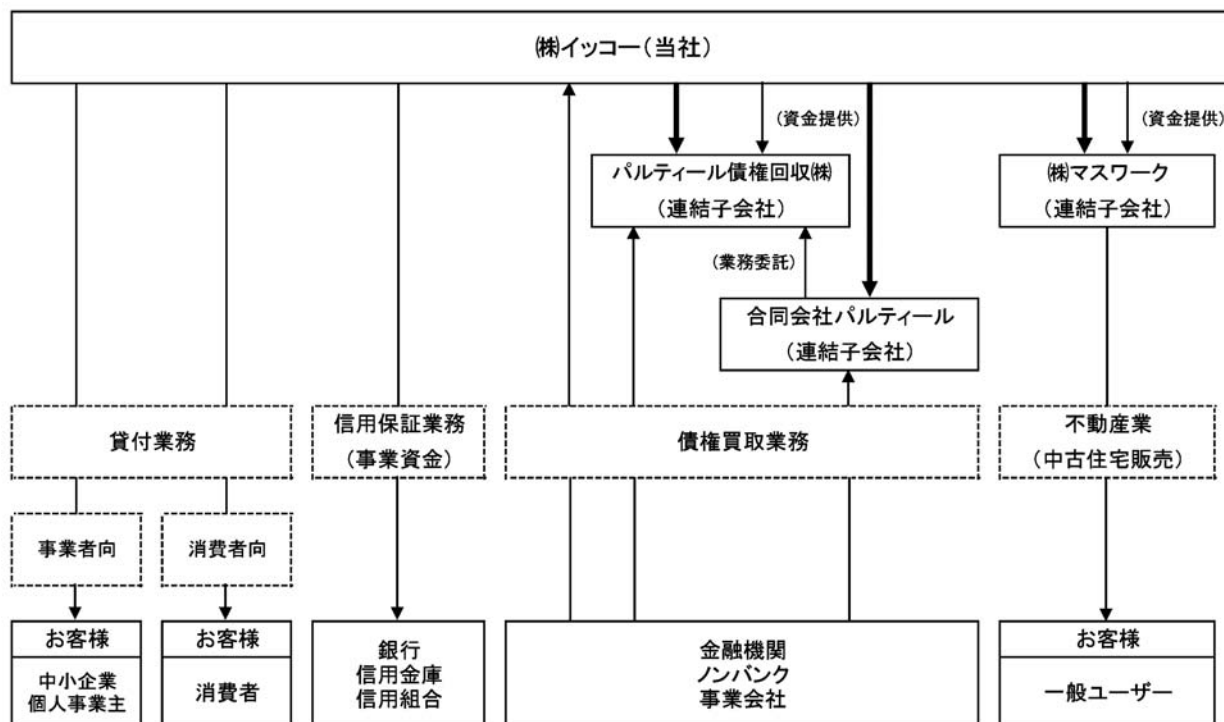 ㈱イッコー(当社)
(資金提供)
(資金提供)
パルティール債権回収㈱
(連結子会社)
㈱マスワーク
(連結子会社)
(業務委託)
合同会社パルティール
(連結子会社)
貸付業務
信用保証業務
(事業資金)
債権買取業務
不動産業
(中古住宅販売)
事業者向
消費者向
お客様
中小企業
個人事業主
お客様
消費者
銀行
信用金庫
信用組合
金融機関
ノンバンク
事業会社
お客様
一般ユーザー